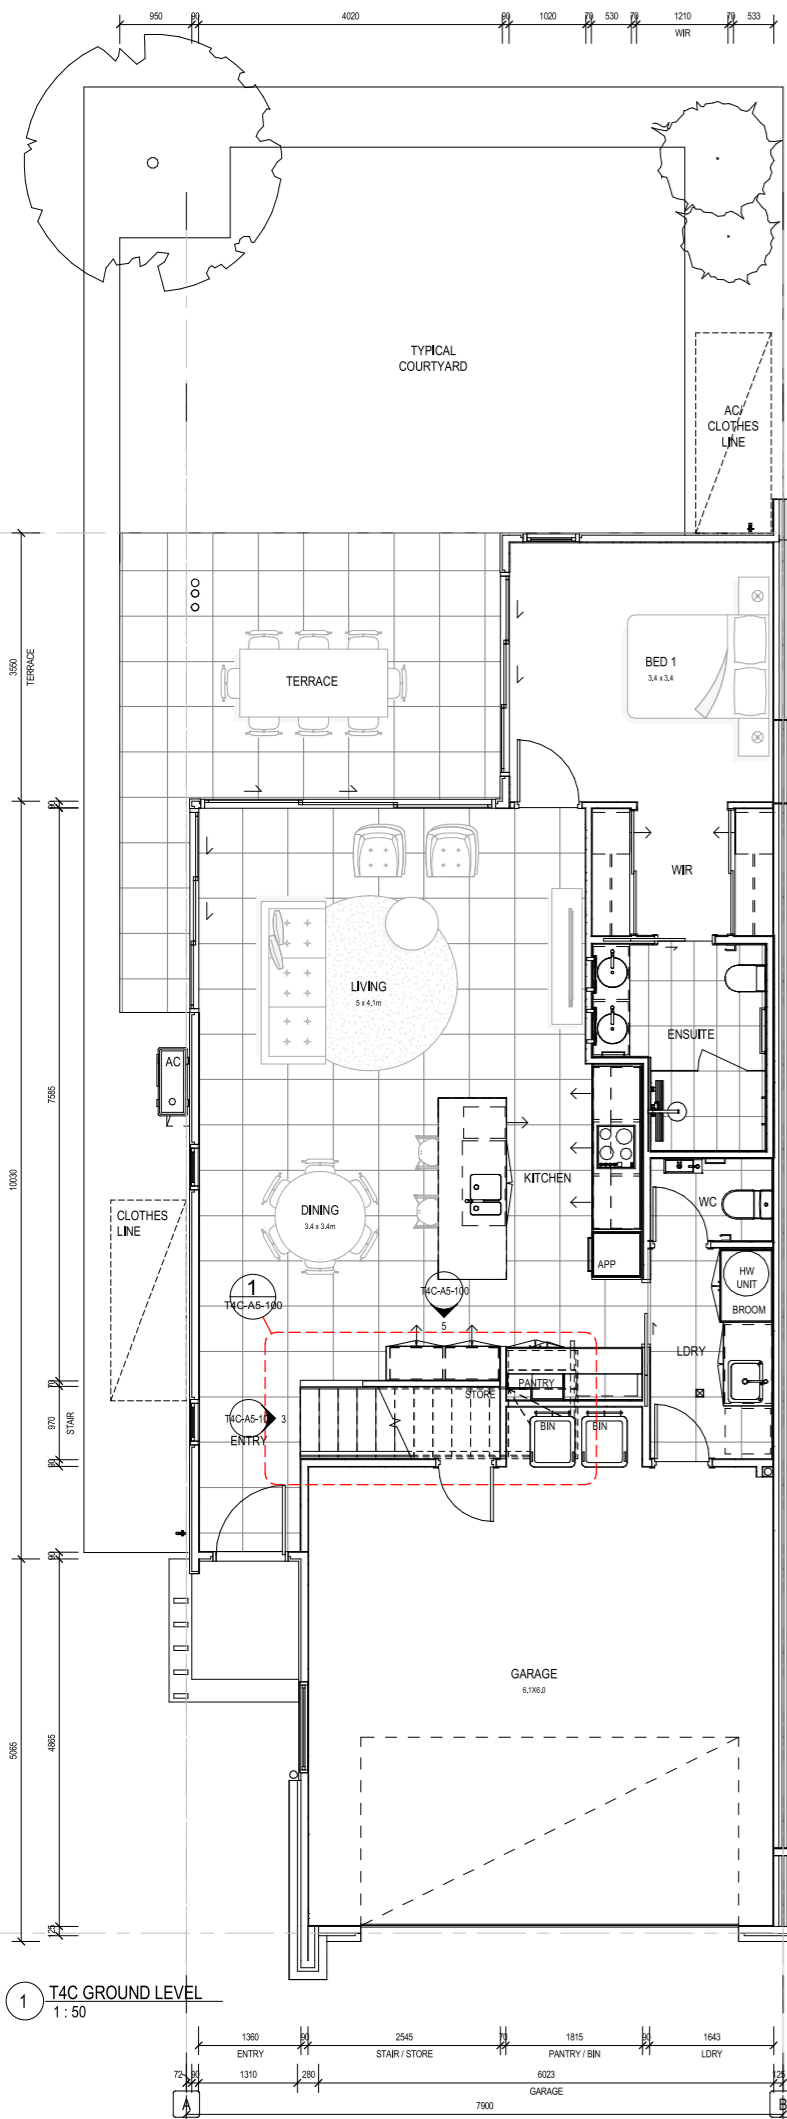 950
90
4020
90
1020
70
530
70
1210
70
533
WIR
TYPICAL
COURTYARD
AC/
CLOTHES
LINE
3550
TERRACE
TERRACE
BED 1
3.4 x 3.4
90
WIR
LIVING
5 x 4.1m
ENSUITE
AC
7585
10030
KITCHEN
WC
CLOTHES
LINE
DINING
3.4 x 3.4m
APP
HW
UNIT
BROOM
1
T4C-A5-100
T4C-A5-100
5
LDRY
70
PANTRY
STORE
970
STAIR
T4C-A5-10
3
ENTRY
BIN
BIN
90
90
GARAGE
6.1X6.0
5065
4865
125
1
T4C GROUND LEVEL
1 : 50
1360
90
2545
70
1815
90
1643
ENTRY
STAIR / STORE
PANTRY / BIN
LDRY
72
90
1310
280
6023
125
GARAGE
A
7900
B